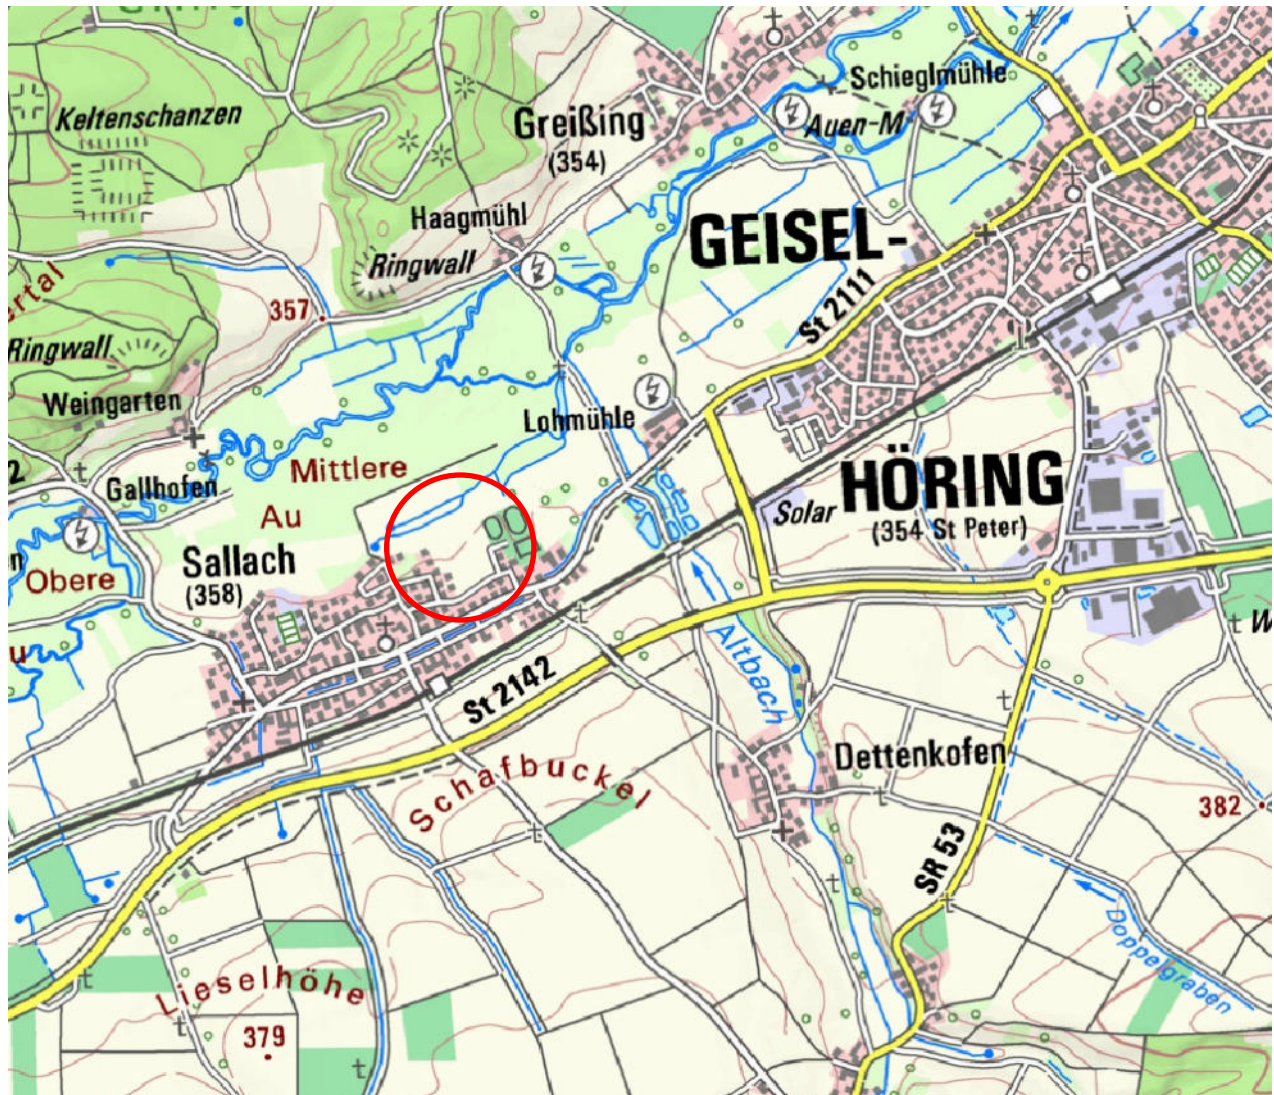 Schieglmühle
Keltenschanzen
Greißing
(354)
Auen-M
Haagmühl
GEISEL-
Ringwall
357
St 2111
Ringwall
Weingarten
Lohmühle
Mittlere
Gallhofen
HÖRING
Au
Solar
(354 St Peter)
Sallach
(358)
Obere
Altbach
St 2142
Dettenkofen
Schafbuckel
382
SR 53
Doppelgraben
Lieselhöhe
379